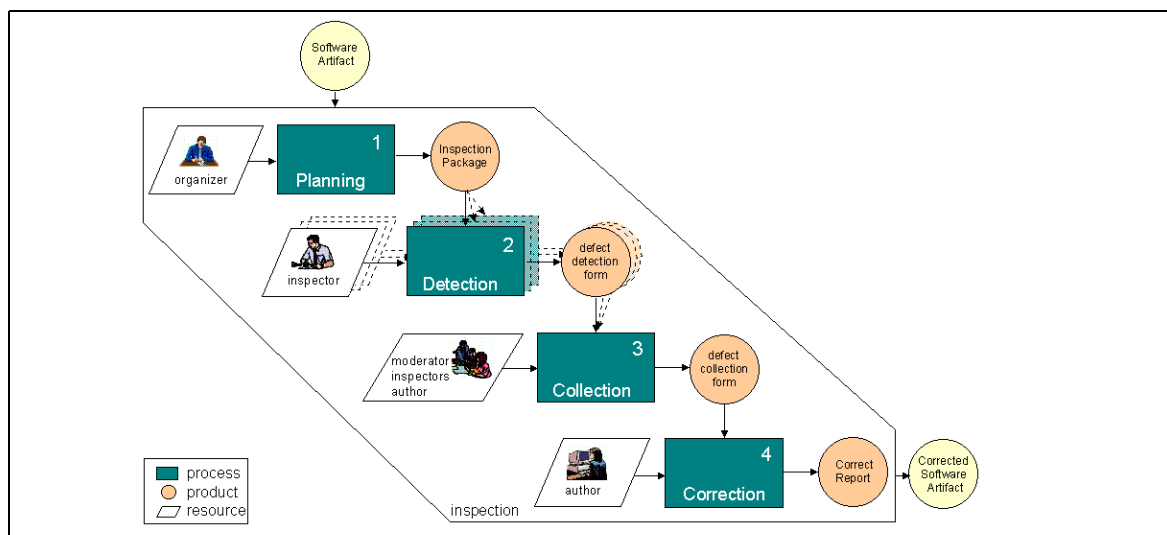 Software
Artifact
1
Planning
organizer
Inspection
Package
2
Detection
inspector
defect
detection
form
3
Collection
moderator
inspectors
author
defect
collection
form
4
Correction
author
Correct
Report
Corrected
Software
Artifact
inspection
process
product
resource